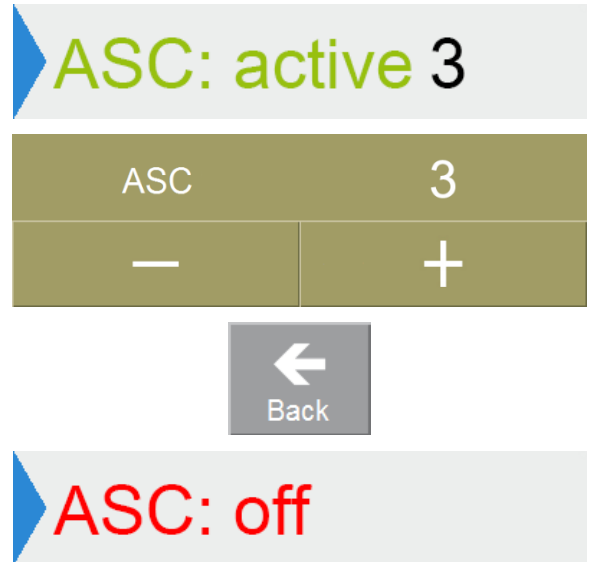 ASC: active 3
ASC 3
− +
Back
ASC: off